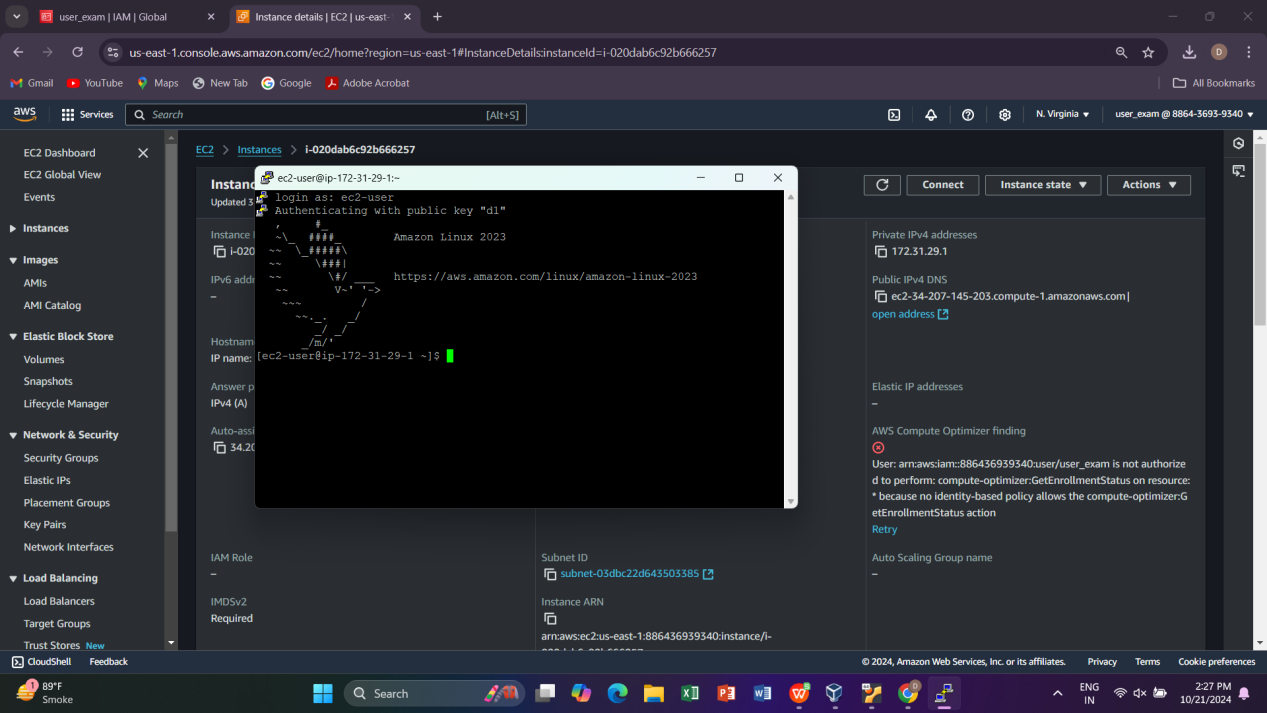 user_exam | IAM | Global
Instance details | EC2 | us-east-
us-east-1.console.aws.amazon.com/ec2/home?region=us-east-1#InstanceDetails:instanceId=i-020dab6c92b666257
D
Gmail
YouTube
Maps
New Tab
Google
Adobe Acrobat
All Bookmarks
aws
Services
Search
[Alt+S]
N. Virginia
user_exam @ 8864-3693-9340
EC2 Dashboard
EC2 Global View
Events
Instances
Images
AMIs
AMI Catalog
Elastic Block Store
Volumes
Snapshots
Lifecycle Manager
Network & Security
Security Groups
Elastic IPs
Placement Groups
Key Pairs
Network Interfaces
Load Balancing
Load Balancers
Target Groups
Trust Stores New
EC2 > Instances > i-020dab6c92b666257
Instanc
Updated 3
Connect
Instance state
Actions
Instance
i-020
IPv6 addr
–
Hostname
IP name:
Answer p
IPv4 (A)
Auto-assi
34.20
IAM Role
–
IMDSv2
Required
ec2-user@ip-172-31-29-1:~
login as: ec2-user
Authenticating with public key "d1"
   ,     #_
   ~\_  ####_        Amazon Linux 2023
  ~~  \_#####\
  ~~     \###|
  ~~       \#/ ___   https://aws.amazon.com/linux/amazon-linux-2023
   ~~       V~' '->
    ~~~         /
      ~~._.   _/
         _/ _/
       _/m/'
[ec2-user@ip-172-31-29-1 ~]$
Subnet ID
subnet-03dbc22d643503385
Instance ARN
arn:aws:ec2:us-east-1:886436939340:instance/i-
020dab6c92b666257
Private IPv4 addresses
172.31.29.1
Public IPv4 DNS
ec2-34-207-145-203.compute-1.amazonaws.com |
open address
Elastic IP addresses
–
AWS Compute Optimizer finding
User: arn:aws:iam::886436939340:user/user_exam is not authorize
d to perform: compute-optimizer:GetEnrollmentStatus on resource:
* because no identity-based policy allows the compute-optimizer:G
etEnrollmentStatus action
Retry
Auto Scaling Group name
–
CloudShell
Feedback
© 2024, Amazon Web Services, Inc. or its affiliates.
Privacy
Terms
Cookie preferences
1
89°F
Smoke
Search
ENG
IN
2:27 PM
10/21/2024